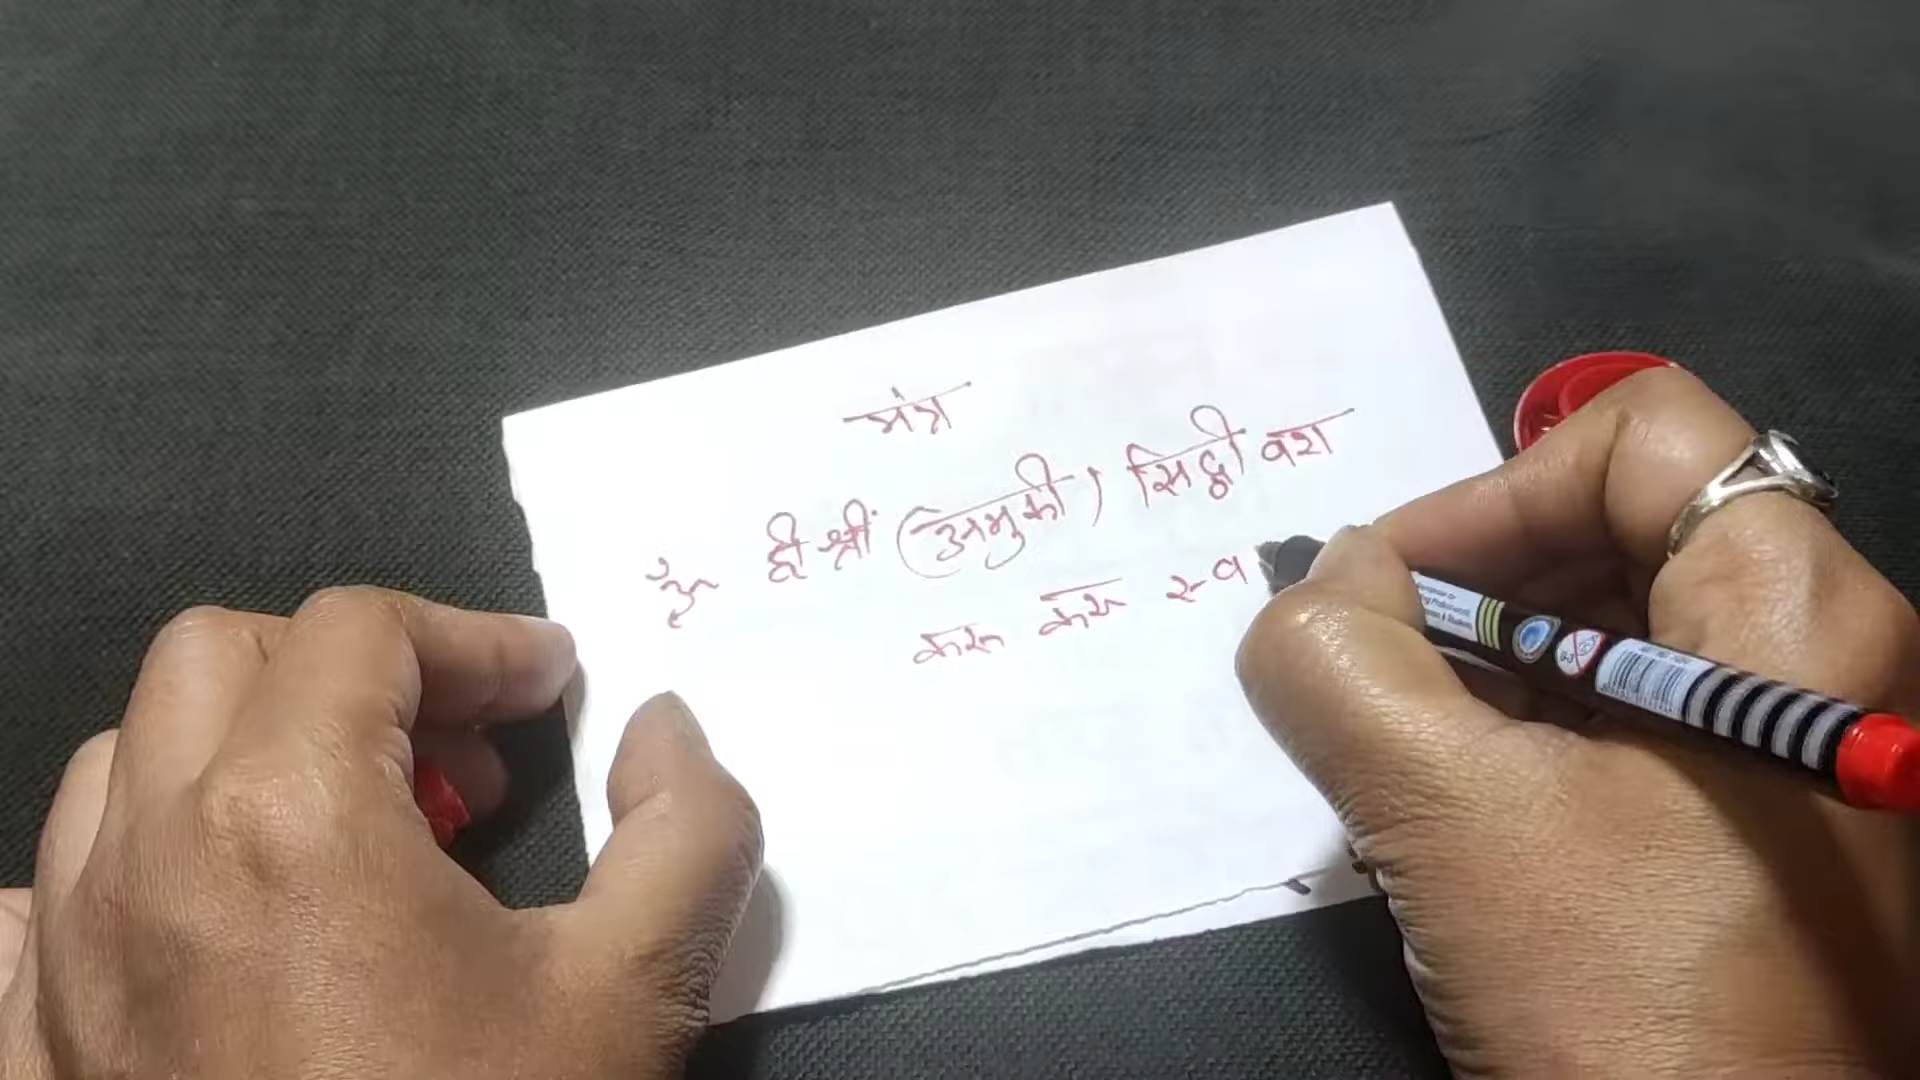 मंत्र
ॐ ह्रीं श्रीं (अमुकी) सिद्धी वश
करू करू स्व